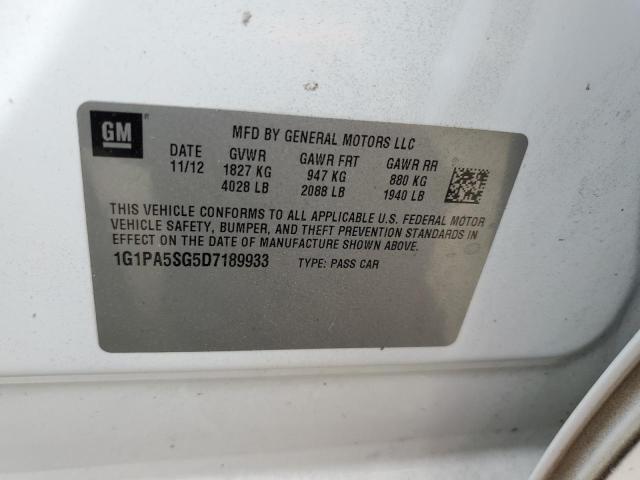 GM
MFD BY GENERAL MOTORS LLC
DATE GVWR GAWR FRT GAWR RR
11/12 1827 KG 947 KG 880 KG
4028 LB 2088 LB 1940 LB
THIS VEHICLE CONFORMS TO ALL APPLICABLE U.S. FEDERAL MOTOR
VEHICLE SAFETY, BUMPER, AND THEFT PREVENTION STANDARDS IN
EFFECT ON THE DATE OF MANUFACTURE SHOWN ABOVE.
1G1PA5SG5D7189933 TYPE: PASS CAR